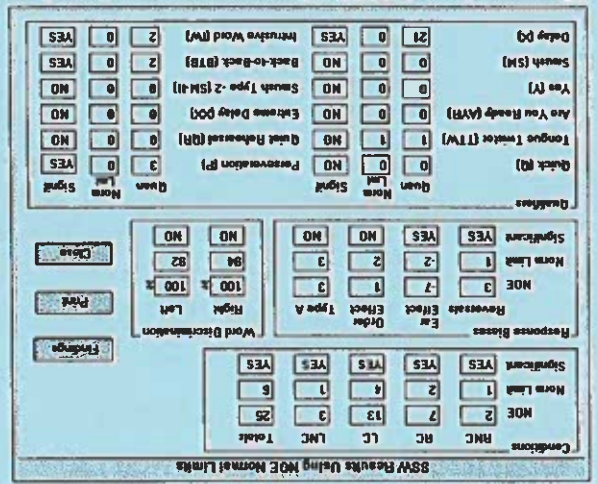 SSW Results Using NOE Normal Limits
Conditions
RNC RC LC LNC Totals
NOE 2 7 13 3 25
Norm Limit 1 2 4 1 6
Significant YES YES YES YES YES
Response Biases
Reversals Ear Effect Order Effect Type A
NOE 3 -7 1 3
Norm Limit 1 -2 2 3
Significant YES YES NO NO
Word Discrimination
Right Left
100 % 100 %
94 92
NO NO
Findings
Print
Close
Qualifiers
Quan Norm Lmt Signif Quan Norm Lmt Signif
Quick (Q) 0 0 NO Perseveration (P) 3 0 YES
Tongue Twister (TTW) 1 1 NO Quiet Rehearsal (QR) 0 0 NO
Are You Ready (AYR) 0 0 NO Extreme Delay (XX) 0 0 NO
Yes (Y) 0 0 NO Smush Type -2- (SM-II) 0 0 NO
Smush (SM) 0 0 NO Back-to-Back (BTB) 2 0 YES
Delay (X) 21 0 YES Intrusive Word (IW) 2 0 YES